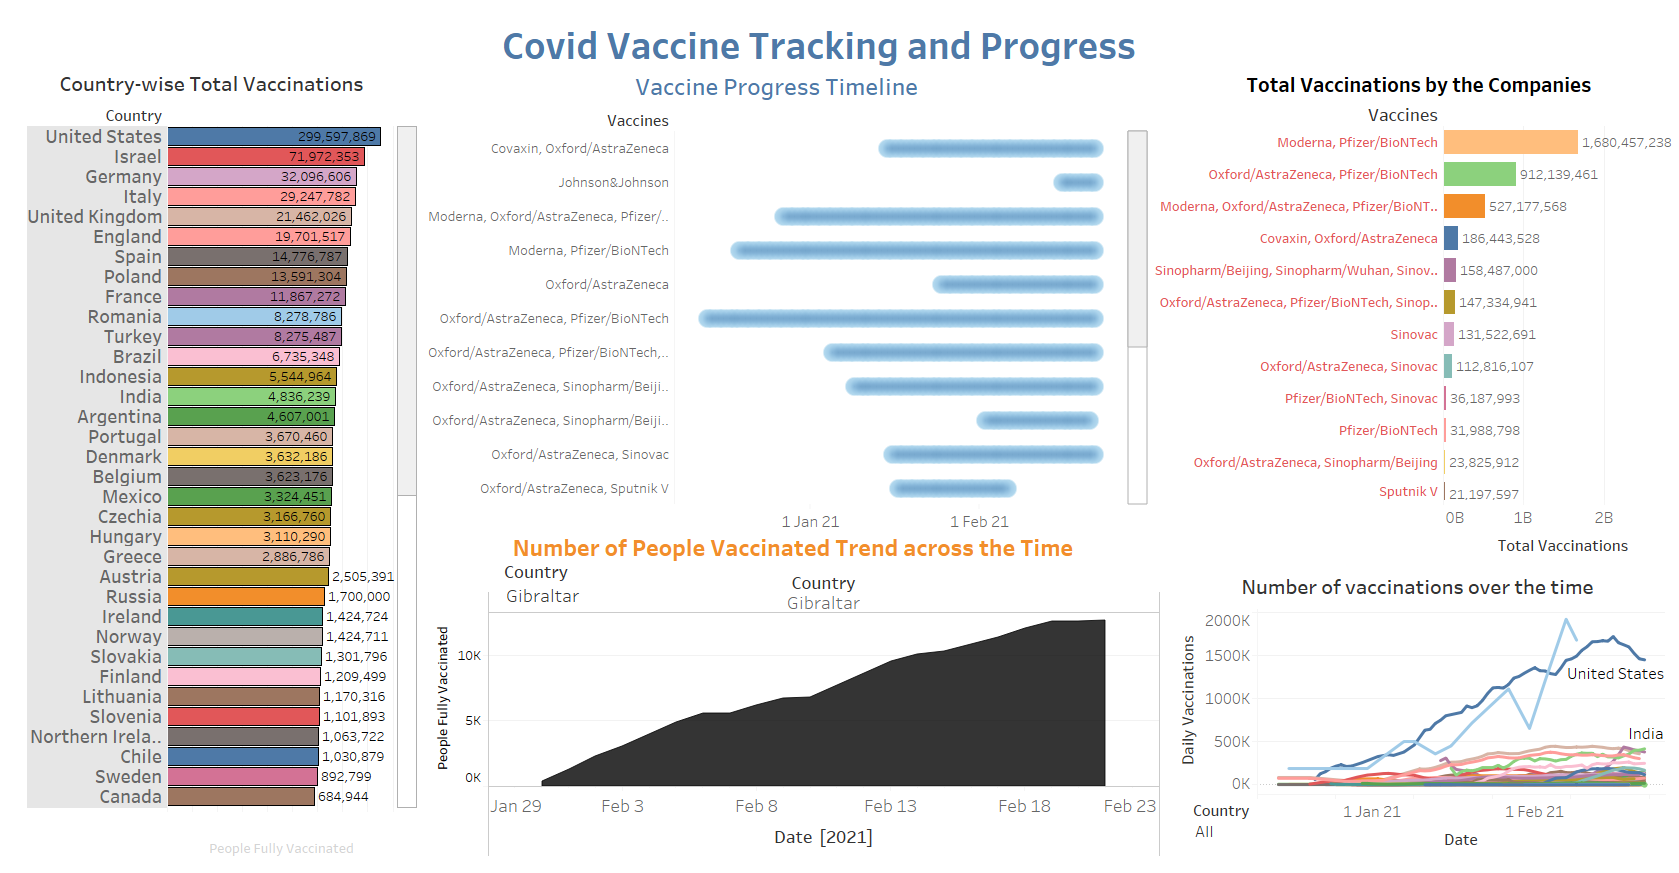 Covid Vaccine Tracking and Progress
Country-wise Total Vaccinations
Country
United States 299,597,869
Israel 71,972,353
Germany 32,096,606
Italy 29,247,782
United Kingdom 21,462,026
England 19,701,517
Spain 14,776,787
Poland 13,591,304
France 11,867,272
Romania 8,278,786
Turkey 8,275,487
Brazil 6,735,348
Indonesia 5,544,964
India 4,836,239
Argentina 4,607,001
Portugal 3,670,460
Denmark 3,632,186
Belgium 3,623,176
Mexico 3,324,451
Czechia 3,166,760
Hungary 3,110,290
Greece 2,886,786
Austria 2,505,391
Russia 1,700,000
Ireland 1,424,724
Norway 1,424,711
Slovakia 1,301,796
Finland 1,209,499
Lithuania 1,170,316
Slovenia 1,101,893
Northern Irela.. 1,063,722
Chile 1,030,879
Sweden 892,799
Canada 684,944
People Fully Vaccinated
Vaccine Progress Timeline
Vaccines
Covaxin, Oxford/AstraZeneca
Johnson&Johnson
Moderna, Oxford/AstraZeneca, Pfizer/..
Moderna, Pfizer/BioNTech
Oxford/AstraZeneca
Oxford/AstraZeneca, Pfizer/BioNTech
Oxford/AstraZeneca, Pfizer/BioNTech,..
Oxford/AstraZeneca, Sinopharm/Beiji..
Oxford/AstraZeneca, Sinopharm/Beiji..
Oxford/AstraZeneca, Sinovac
Oxford/AstraZeneca, Sputnik V
1 Jan 21 1 Feb 21
Number of People Vaccinated Trend across the Time
Country
Gibraltar
Country
Gibraltar
People Fully Vaccinated
10K
5K
0K
Jan 29 Feb 3 Feb 8 Feb 13 Feb 18 Feb 23
Date [2021]
Total Vaccinations by the Companies
Vaccines
Moderna, Pfizer/BioNTech 1,680,457,238
Oxford/AstraZeneca, Pfizer/BioNTech 912,139,461
Moderna, Oxford/AstraZeneca, Pfizer/BioNT.. 527,177,568
Covaxin, Oxford/AstraZeneca 186,443,528
Sinopharm/Beijing, Sinopharm/Wuhan, Sinov.. 158,487,000
Oxford/AstraZeneca, Pfizer/BioNTech, Sinop.. 147,334,941
Sinovac 131,522,691
Oxford/AstraZeneca, Sinovac 112,816,107
Pfizer/BioNTech, Sinovac 36,187,993
Pfizer/BioNTech 31,988,798
Oxford/AstraZeneca, Sinopharm/Beijing 23,825,912
Sputnik V 21,197,597
0B 1B 2B
Total Vaccinations
Number of vaccinations over the time
Daily Vaccinations
2000K
1500K
1000K
500K
0K
United States
India
1 Jan 21 1 Feb 21
Date
Country
All